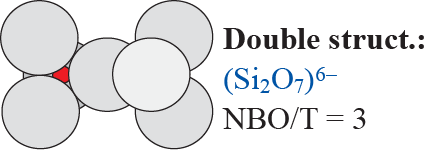 Double struct.:
(Si₂O₇)⁶⁻
NBO/T = 3